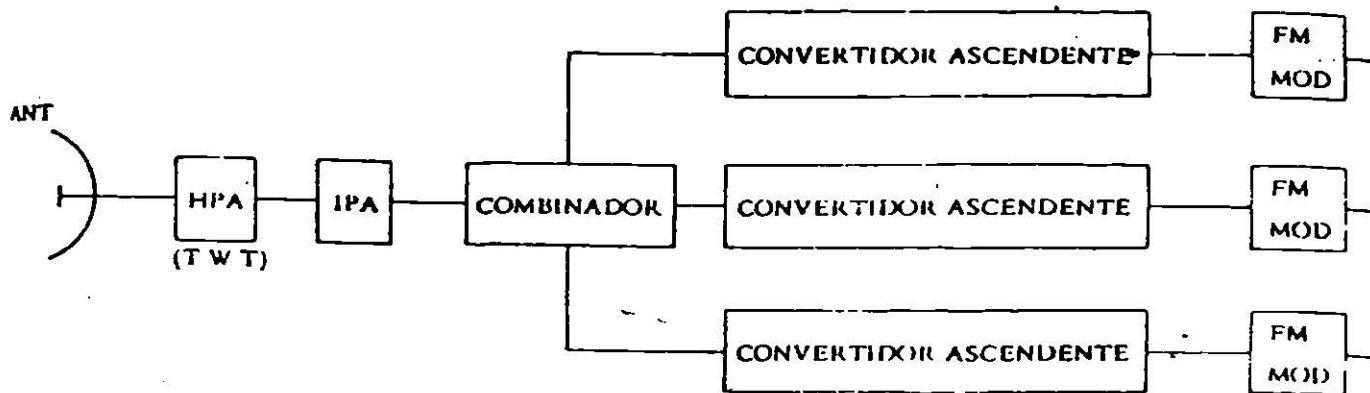 CONVERTIDOR ASCENDENTE
FM
MOD
ANT
HPA
(T W T)
IPA
COMBINADOR
CONVERTIDOR ASCENDENTE
FM
MOD
CONVERTIDOR ASCENDENTE
FM
MOD